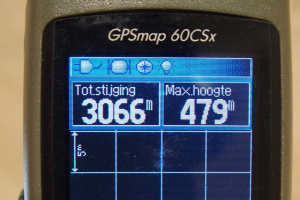 GPSmap 60CSx
Tot.stijging Max.hoogte
3066m 479m
5m